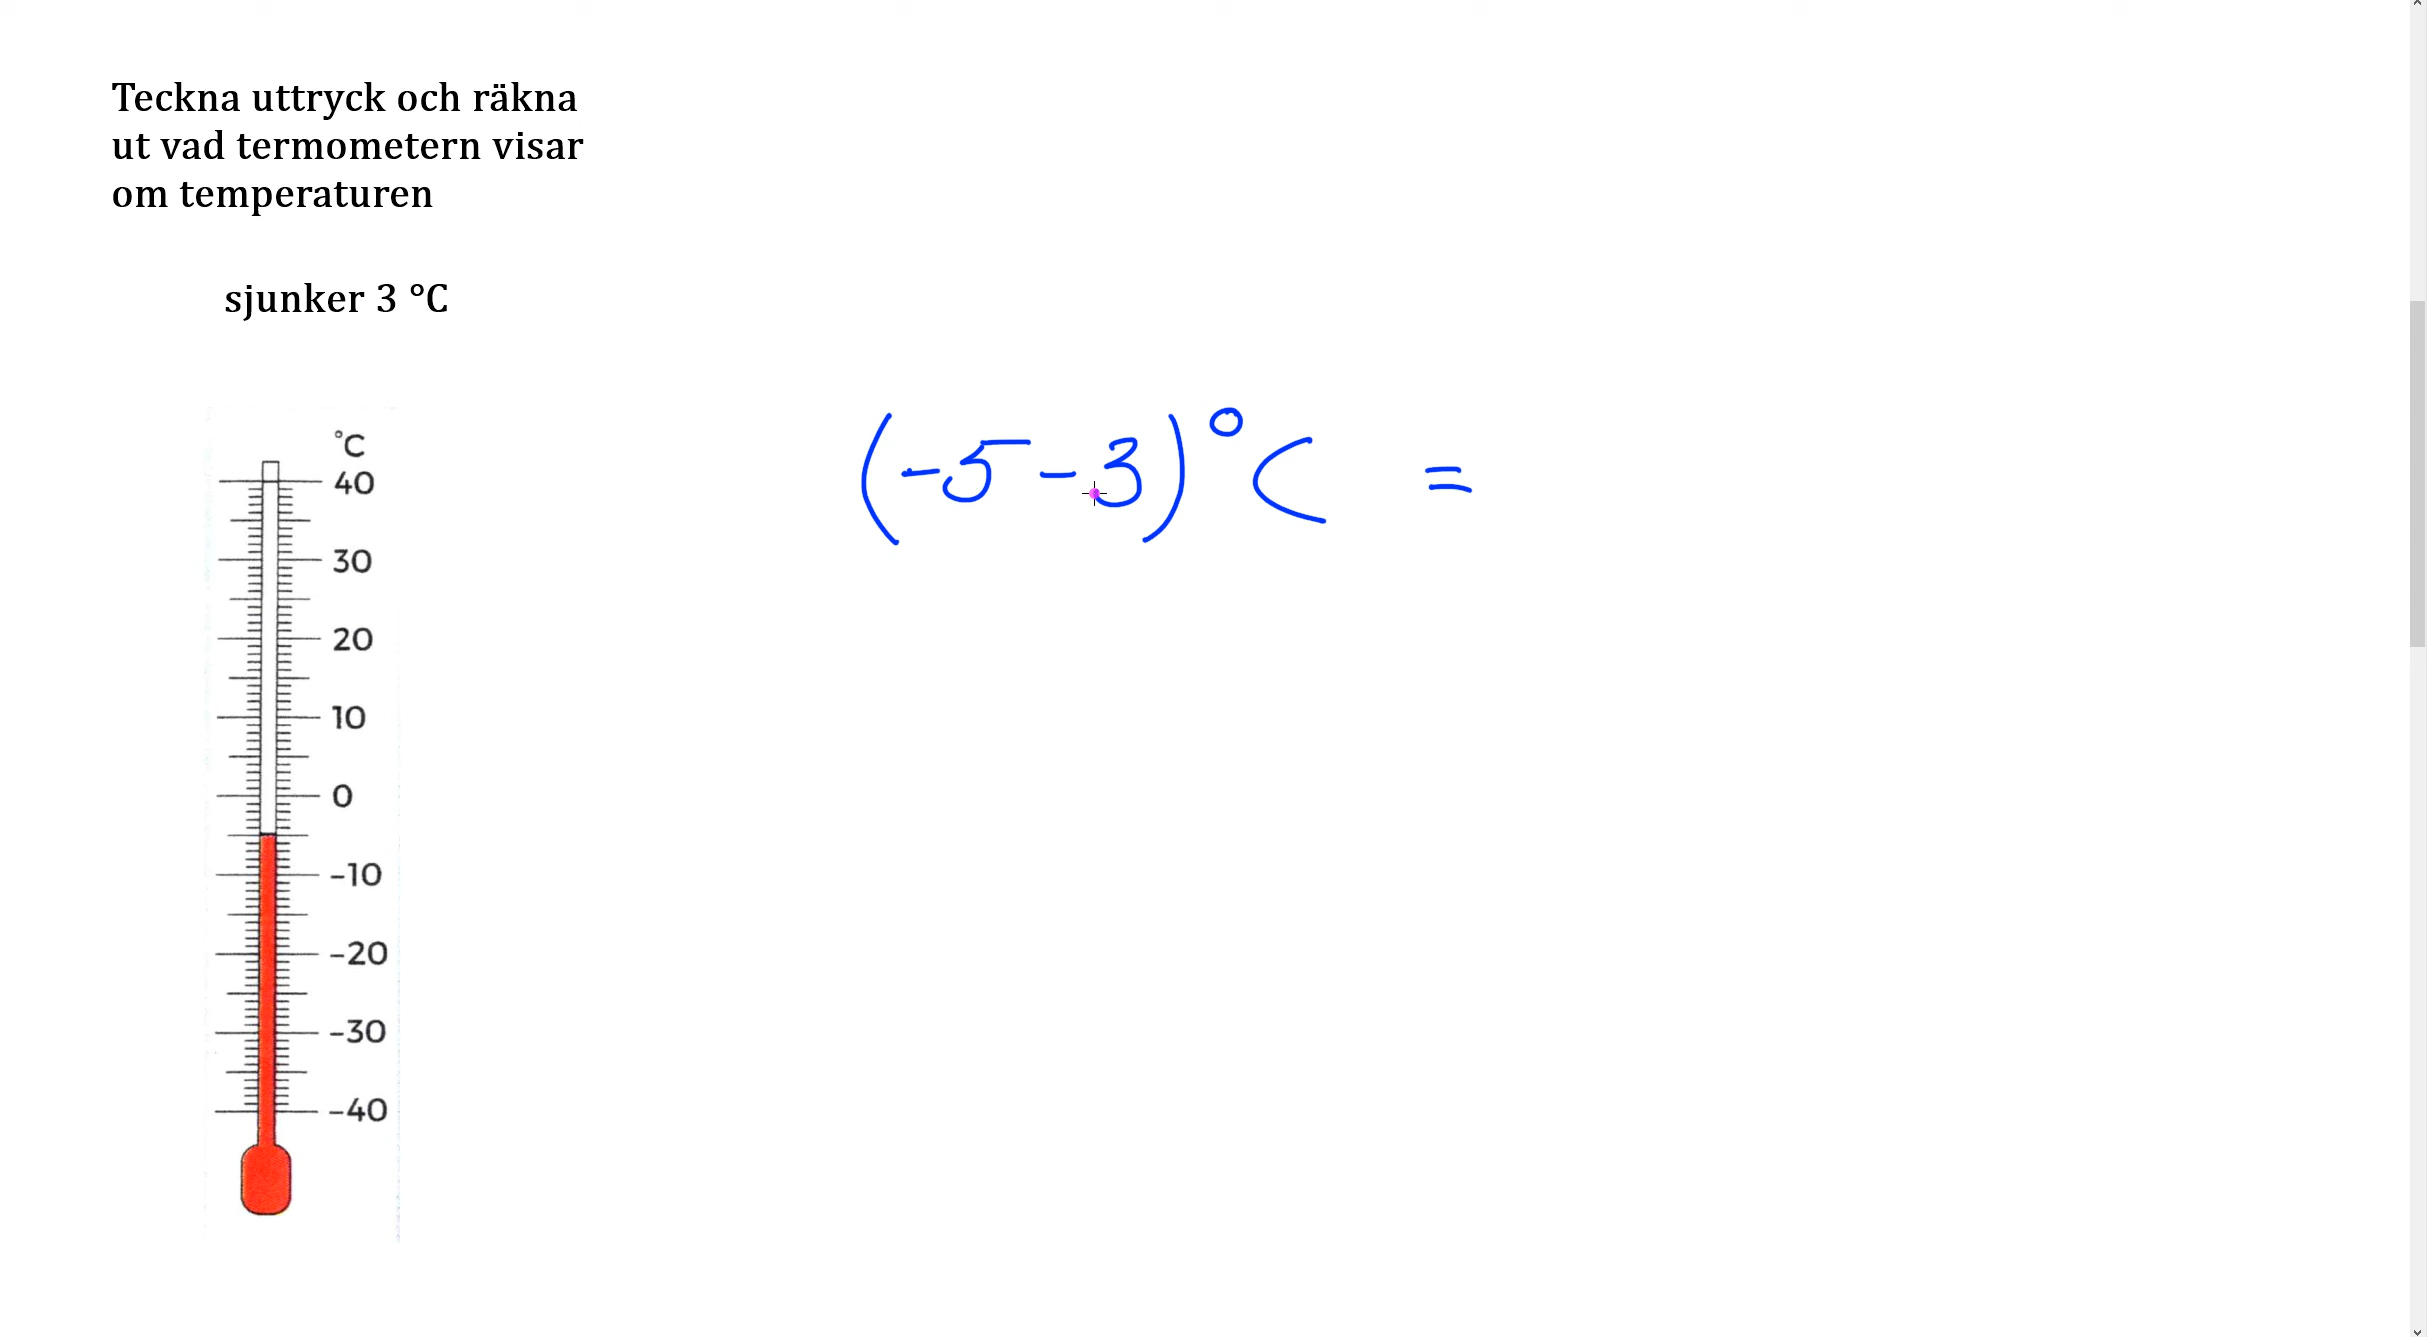 Teckna uttryck och räkna
ut vad termometern visar
om temperaturen
sjunker 3 °C
(-5-3)°C =
°C
40
30
20
10
0
-10
-20
-30
-40